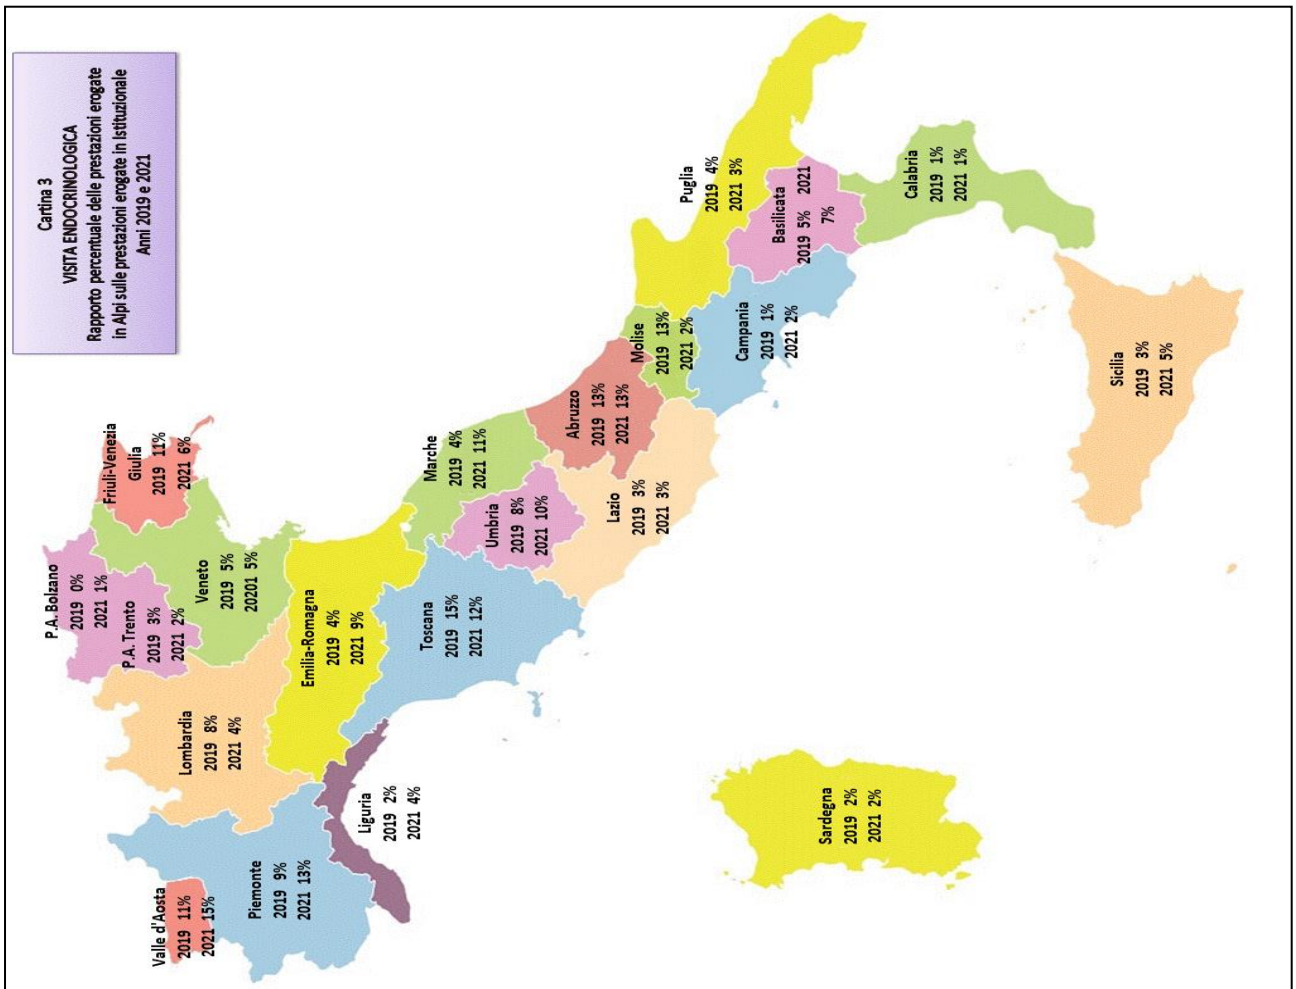 Cartina 3
VISITA ENDOCRINOLOGICA
Rapporto percentuale delle prestazioni erogate
in Alpi sulle prestazioni erogate in Istituzionale
Anni 2019 e 2021
Valle d'Aosta
2019 11%
2021 15%
Piemonte
2019 9%
2021 13%
Liguria
2019 2%
2021 4%
Lombardia
2019 8%
2021 4%
P.A. Bolzano
2019 0%
2021 1%
P.A. Trento
2019 3%
2021 2%
Veneto
2019 5%
20201 5%
Friuli-Venezia
Giulia
2019 11%
2021 6%
Emilia-Romagna
2019 4%
2021 9%
Toscana
2019 15%
2021 12%
Umbria
2019 8%
2021 10%
Marche
2019 4%
2021 11%
Lazio
2019 3%
2021 3%
Abruzzo
2019 13%
2021 13%
Molise
2019 13%
2021 2%
Campania
2019 1%
2021 2%
Puglia
2019 4%
2021 3%
Basilicata
2019 5% 2021
7%
Calabria
2019 1%
2021 1%
Sicilia
2019 3%
2021 5%
Sardegna
2019 2%
2021 2%